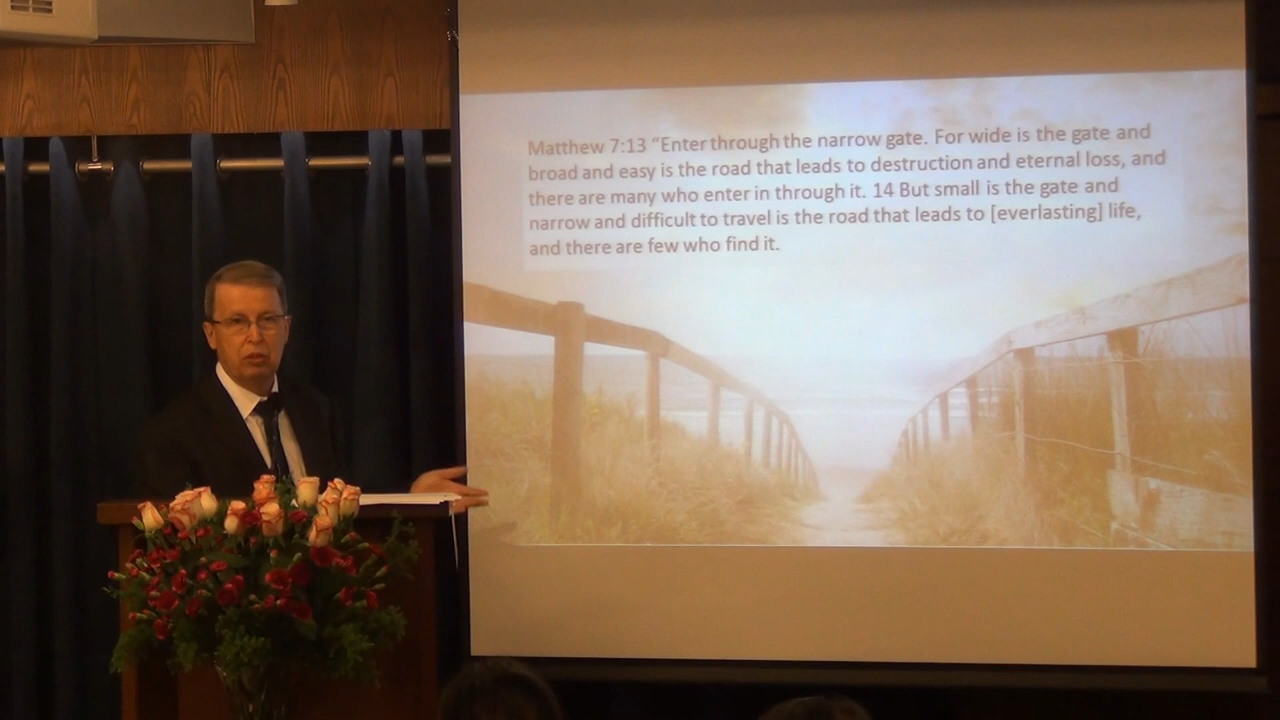 Matthew 7:13 “Enter through the narrow gate. For wide is the gate and
broad and easy is the road that leads to destruction and eternal loss, and
there are many who enter in through it. 14 But small is the gate and
narrow and difficult to travel is the road that leads to [everlasting] life,
and there are few who find it.